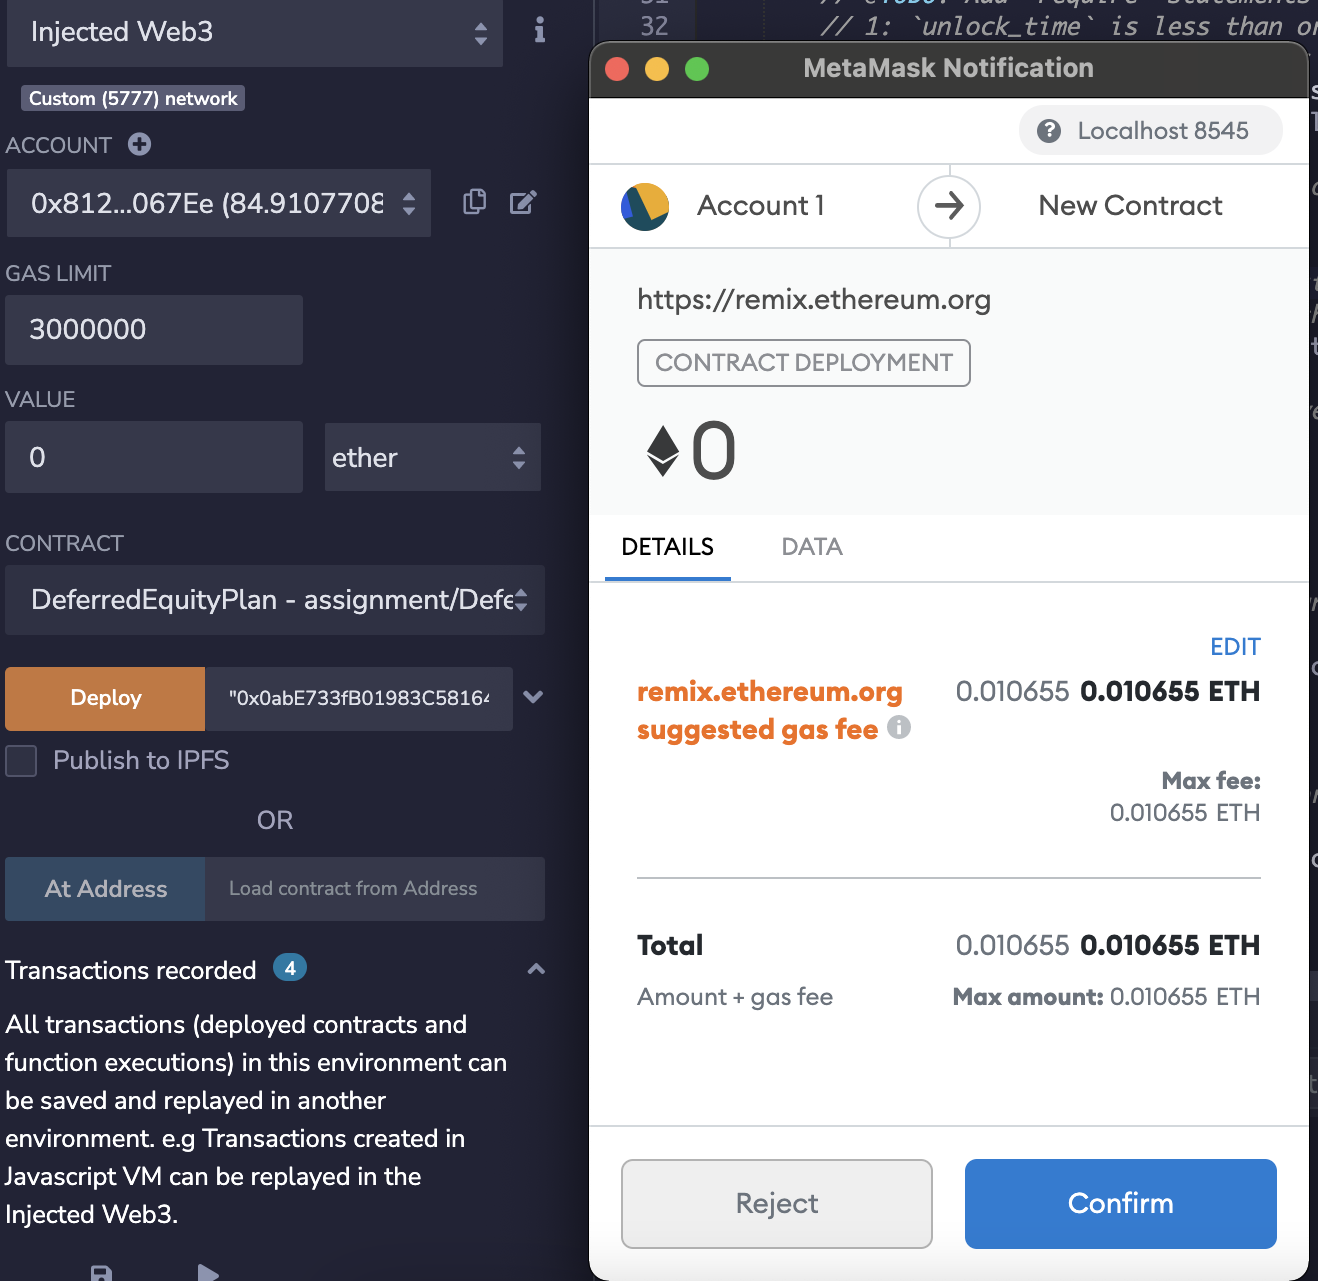 Injected Web3
Custom (5777) network
ACCOUNT
0x812...067Ee (84.9107708
GAS LIMIT
3000000
VALUE
0
ether
CONTRACT
DeferredEquityPlan - assignment/Defe
Deploy
"0x0abE733fB01983C58164
Publish to IPFS
OR
At Address
Load contract from Address
Transactions recorded 4
All transactions (deployed contracts and
function executions) in this environment can
be saved and replayed in another
environment. e.g Transactions created in
Javascript VM can be replayed in the
Injected Web3.
32
// 1: `unlock_time` is less than
MetaMask Notification
Localhost 8545
Account 1
New Contract
https://remix.ethereum.org
CONTRACT DEPLOYMENT
0
DETAILS
DATA
EDIT
remix.ethereum.org
suggested gas fee
0.010655 0.010655 ETH
Max fee:
0.010655 ETH
Total
0.010655 0.010655 ETH
Amount + gas fee
Max amount: 0.010655 ETH
Reject
Confirm